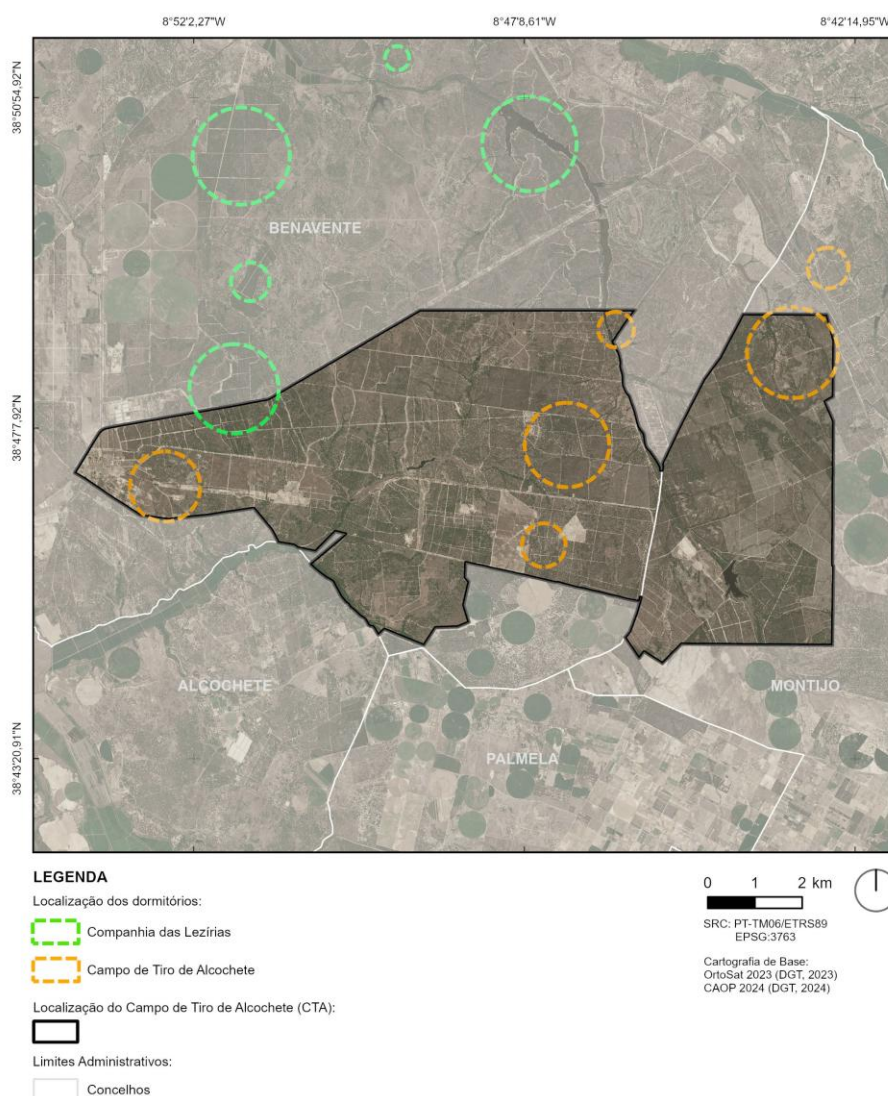 8°52'2,27"W
8°47'8,61"W
8°42'14,95"W
38°50'54,92"N
BENAVENTE
38°47'7,92"N
ALCOCHETE
MONTIJO
38°43'20,91"N
PALMELA
LEGENDA
Localização dos dormitórios:
Companhia das Lezírias
Campo de Tiro de Alcochete
Localização do Campo de Tiro de Alcochete (CTA):
Limites Administrativos:
Concelhos
0 1 2 km
SRC: PT-TM06/ETRS89
EPSG:3763
Cartografia de Base:
OrtoSat 2023 (DGT, 2023)
CAOP 2024 (DGT, 2024)